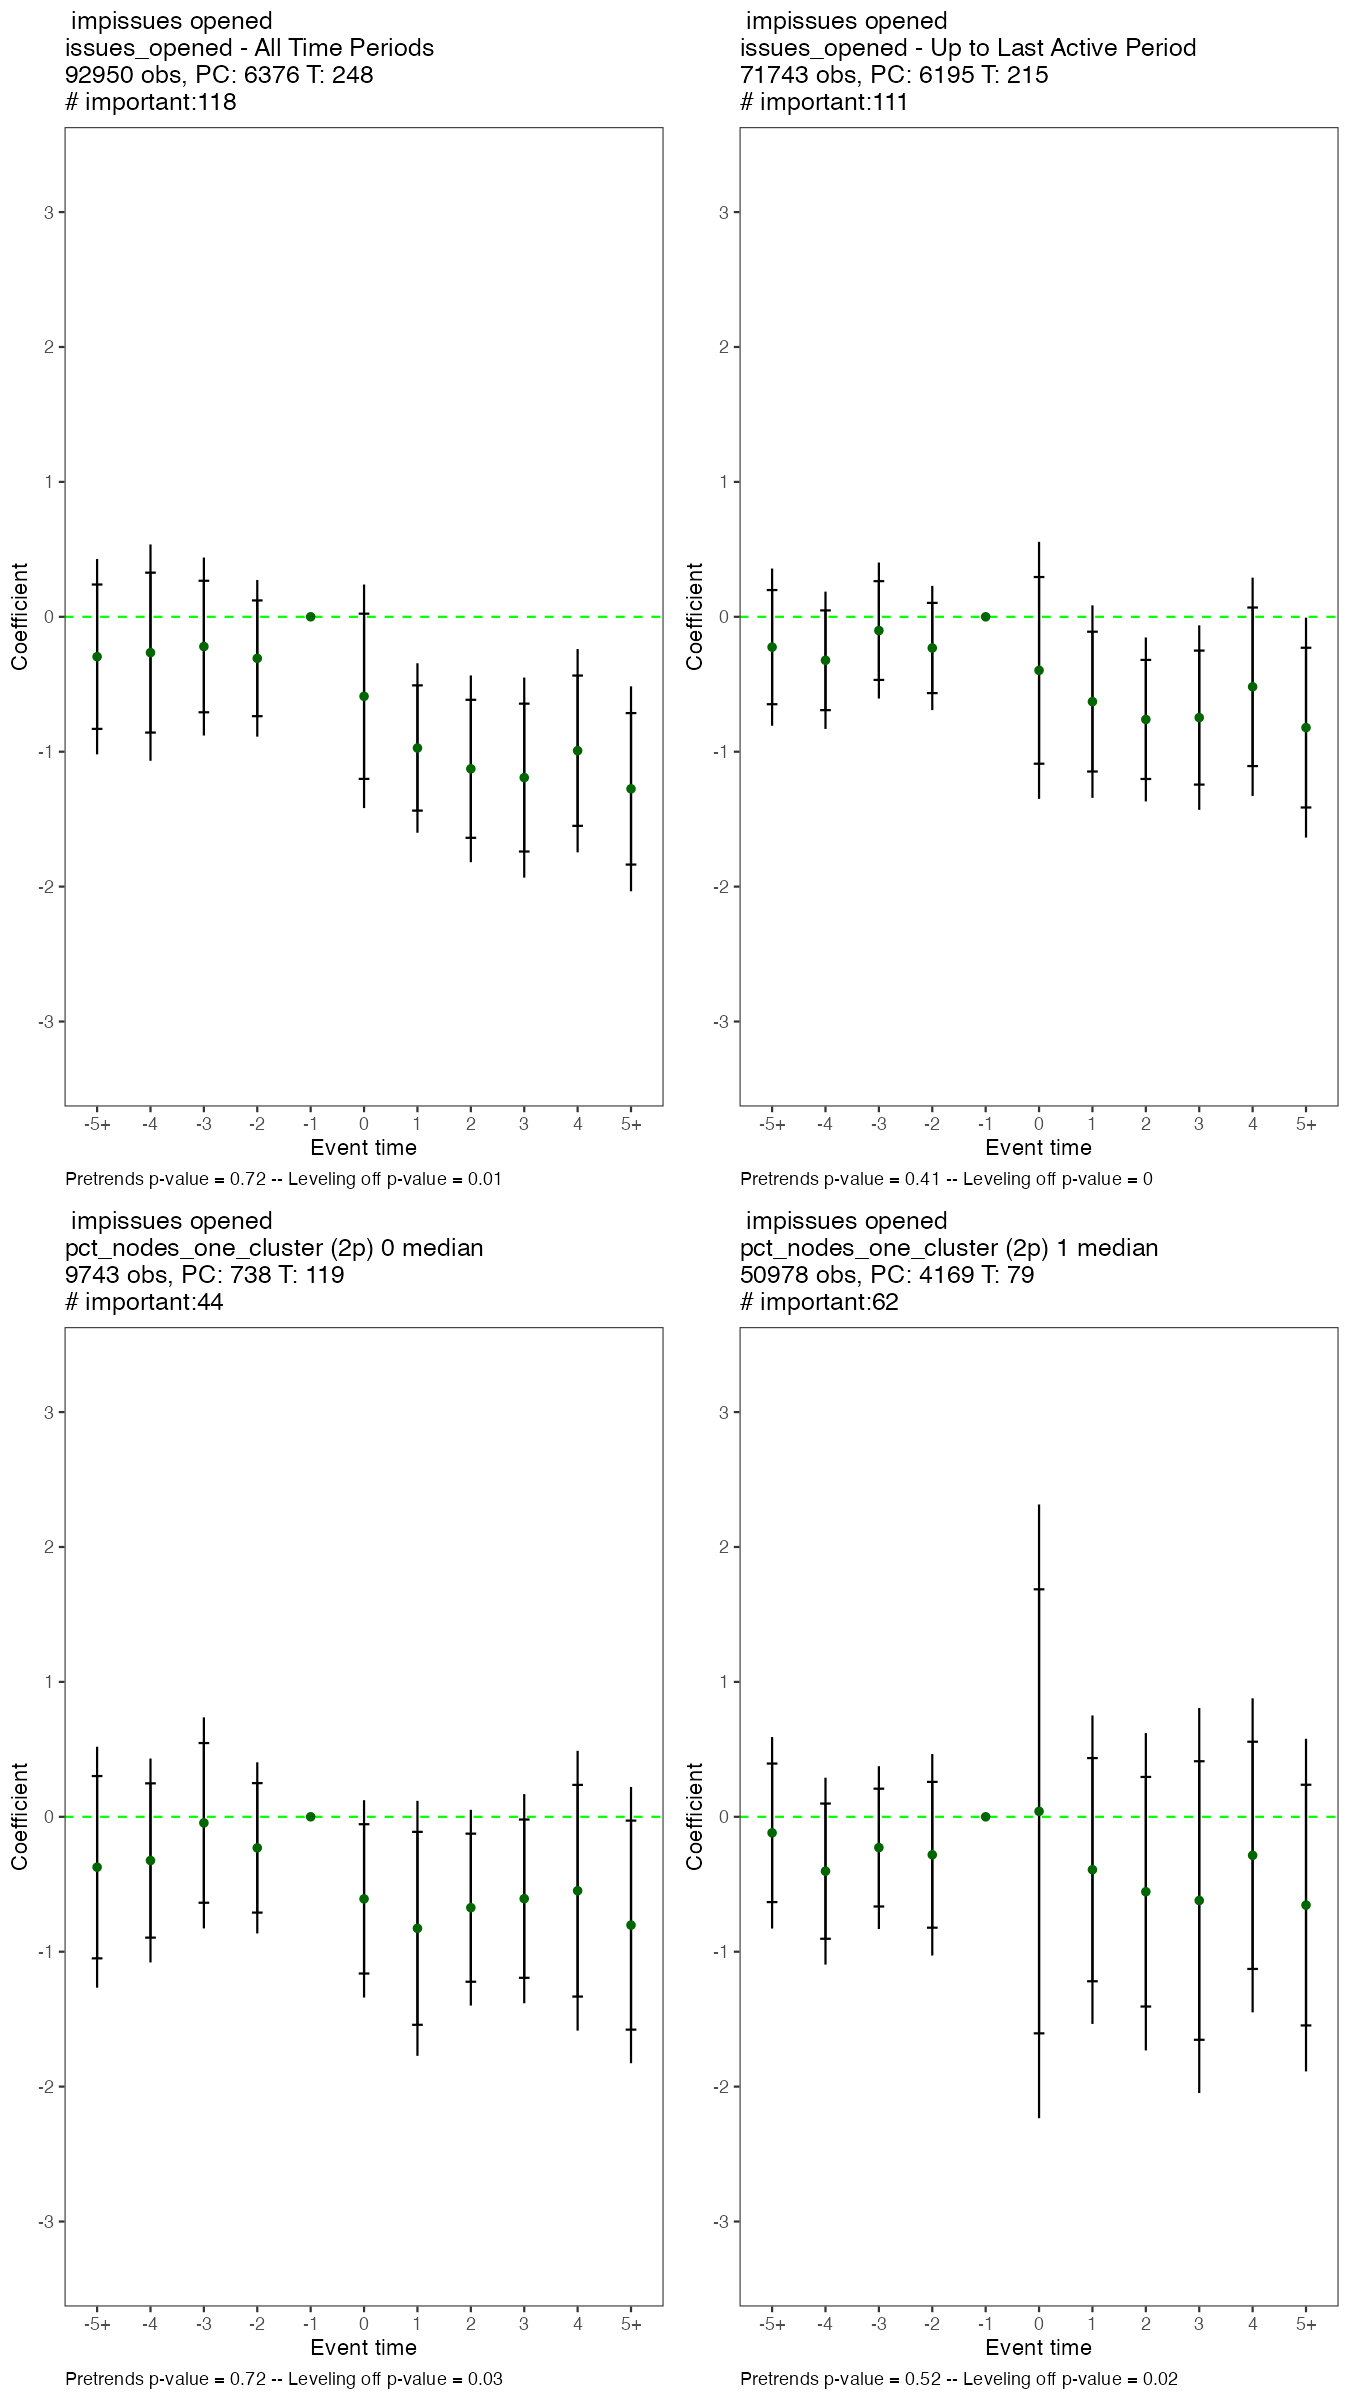 impissues opened
issues_opened - All Time Periods
92950 obs, PC: 6376 T: 248
# important:118
3
2
1
0
-1
-2
-3
Coefficient
-5+ -4 -3 -2 -1 0 1 2 3 4 5+
Event time
Pretrends p-value = 0.72 -- Leveling off p-value = 0.01
impissues opened
issues_opened - Up to Last Active Period
71743 obs, PC: 6195 T: 215
# important:111
3
2
1
0
-1
-2
-3
Coefficient
-5+ -4 -3 -2 -1 0 1 2 3 4 5+
Event time
Pretrends p-value = 0.41 -- Leveling off p-value = 0
impissues opened
pct_nodes_one_cluster (2p) 0 median
9743 obs, PC: 738 T: 119
# important:44
3
2
1
0
-1
-2
-3
Coefficient
-5+ -4 -3 -2 -1 0 1 2 3 4 5+
Event time
Pretrends p-value = 0.72 -- Leveling off p-value = 0.03
impissues opened
pct_nodes_one_cluster (2p) 1 median
50978 obs, PC: 4169 T: 79
# important:62
3
2
1
0
-1
-2
-3
Coefficient
-5+ -4 -3 -2 -1 0 1 2 3 4 5+
Event time
Pretrends p-value = 0.52 -- Leveling off p-value = 0.02